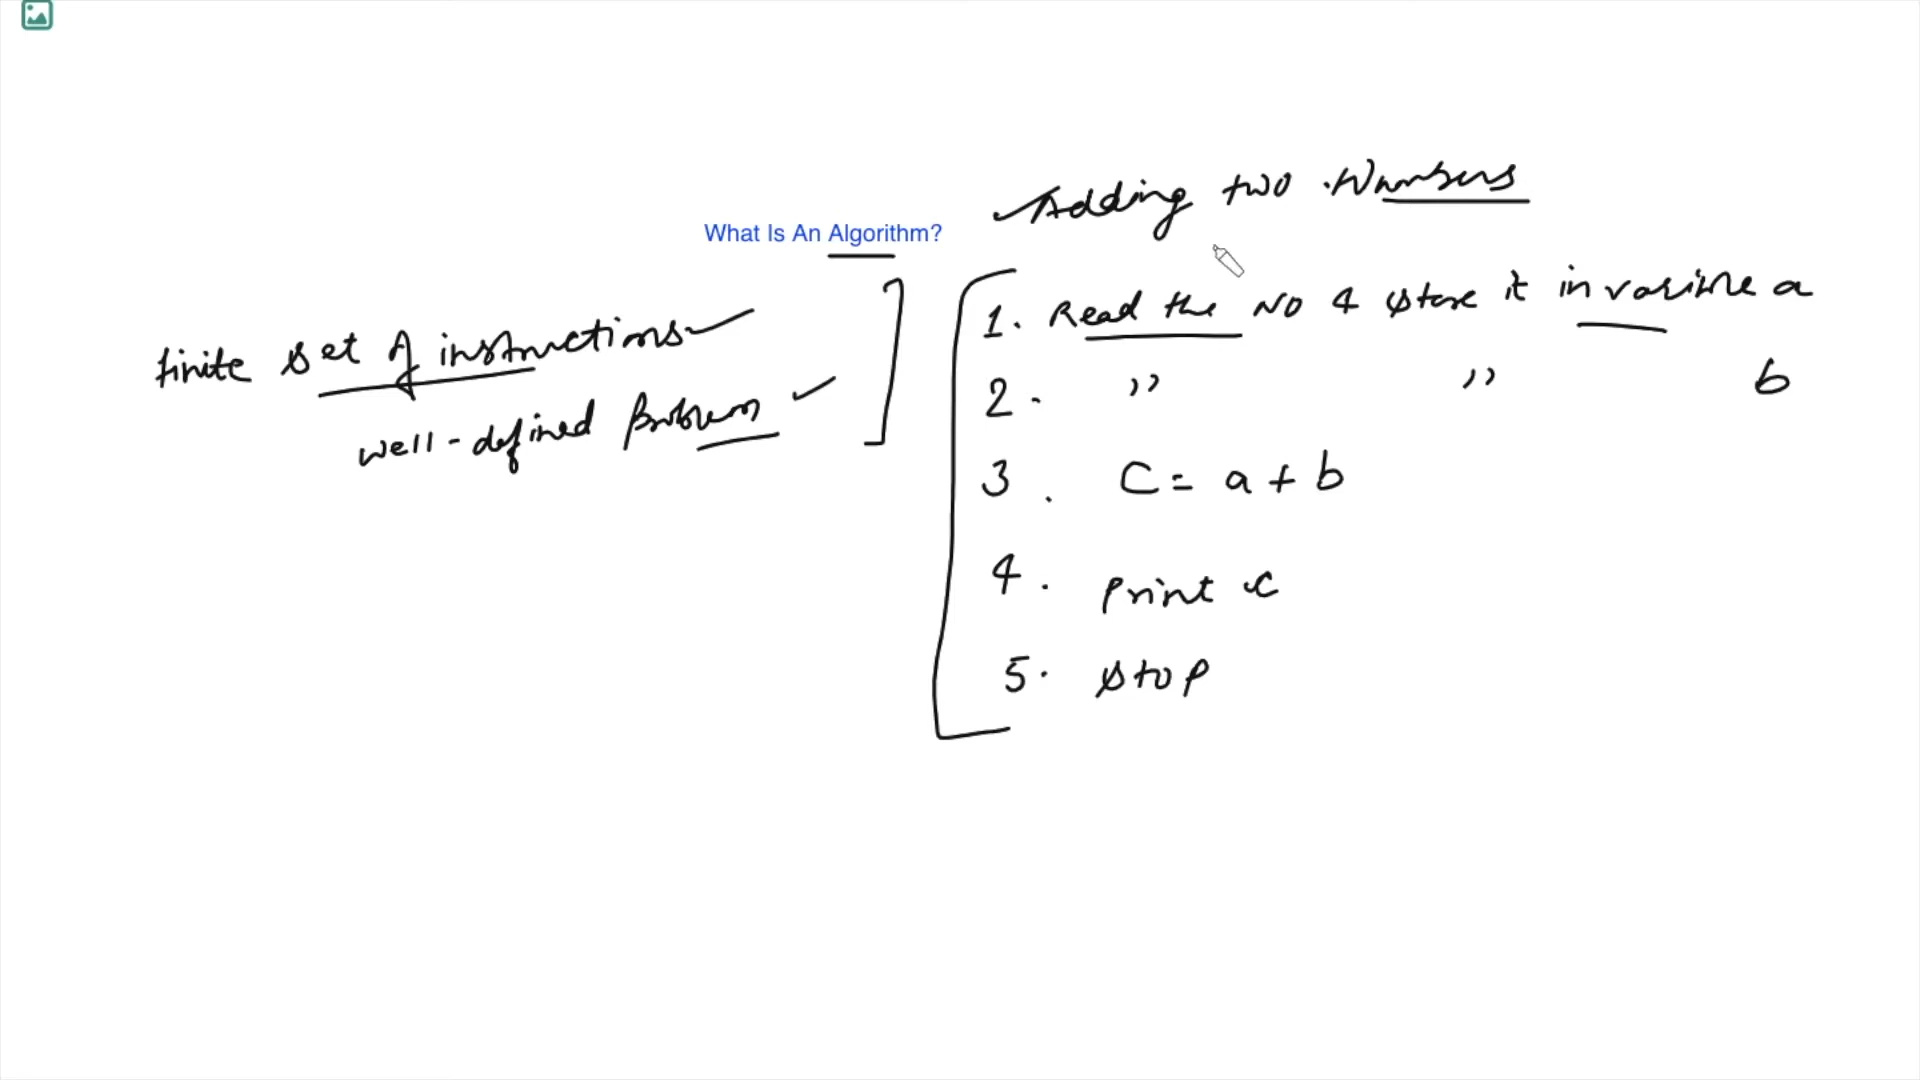 What Is An Algorithm?
finite set of instructions
well-defined Problem
Adding two Numbers
1. Read the No & store it in varible a
2. " " b
3. C = a + b
4. Print c
5. Stop